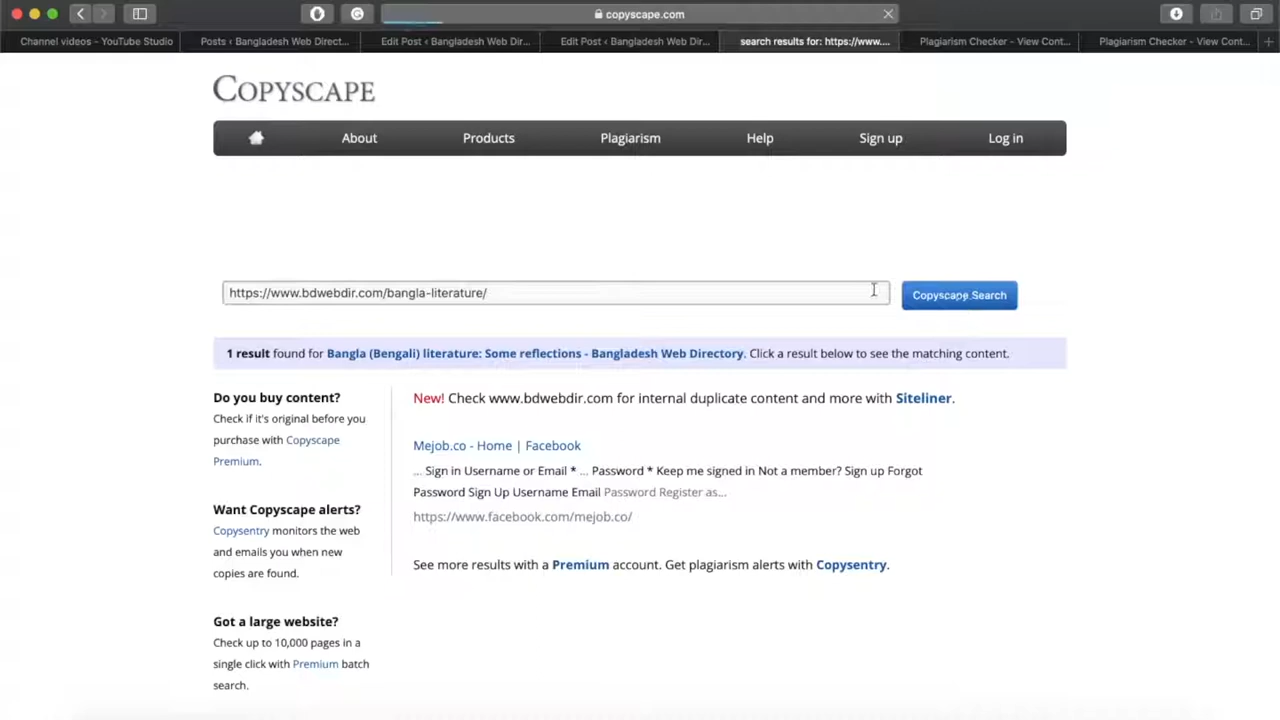 copyscape.com
Channel videos - YouTube Studio
Posts ‹ Bangladesh Web Direct...
Edit Post ‹ Bangladesh Web Dir...
Edit Post ‹ Bangladesh Web Dir...
search results for: https://www....
Plagiarism Checker - View Cont...
Plagiarism Checker - View Cont...
COPYSCAPE
About
Products
Plagiarism
Help
Sign up
Log in
https://www.bdwebdir.com/bangla-literature/
Copyscape Search
1 result found for Bangla (Bengali) literature: Some reflections - Bangladesh Web Directory. Click a result below to see the matching content.
Do you buy content?
Check if it's original before you
purchase with Copyscape
Premium.
Want Copyscape alerts?
Copysentry monitors the web
and emails you when new
copies are found.
Got a large website?
Check up to 10,000 pages in a
single click with Premium batch
search.
New! Check www.bdwebdir.com for internal duplicate content and more with Siteliner.
Mejob.co - Home | Facebook
... Sign in Username or Email * ... Password * Keep me signed in Not a member? Sign up Forgot
Password Sign Up Username Email Password Register as...
https://www.facebook.com/mejob.co/
See more results with a Premium account. Get plagiarism alerts with Copysentry.